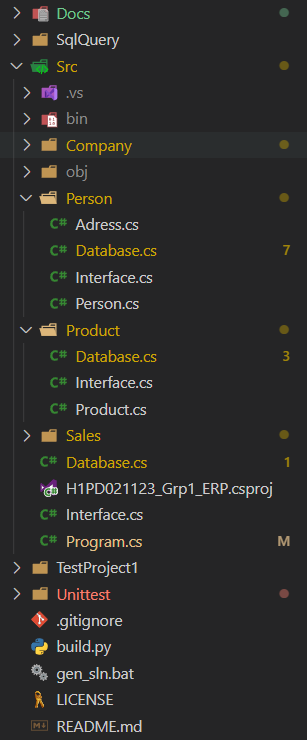 Docs
SqlQuery
Src
.vs
bin
Company
obj
Person
Adress.cs
Database.cs 7
Interface.cs
Person.cs
Product
Database.cs 3
Interface.cs
Product.cs
Sales
Database.cs 1
H1PD021123_Grp1_ERP.csproj
Interface.cs
Program.cs M
TestProject1
Unittest
.gitignore
build.py
gen_sln.bat
LICENSE
README.md